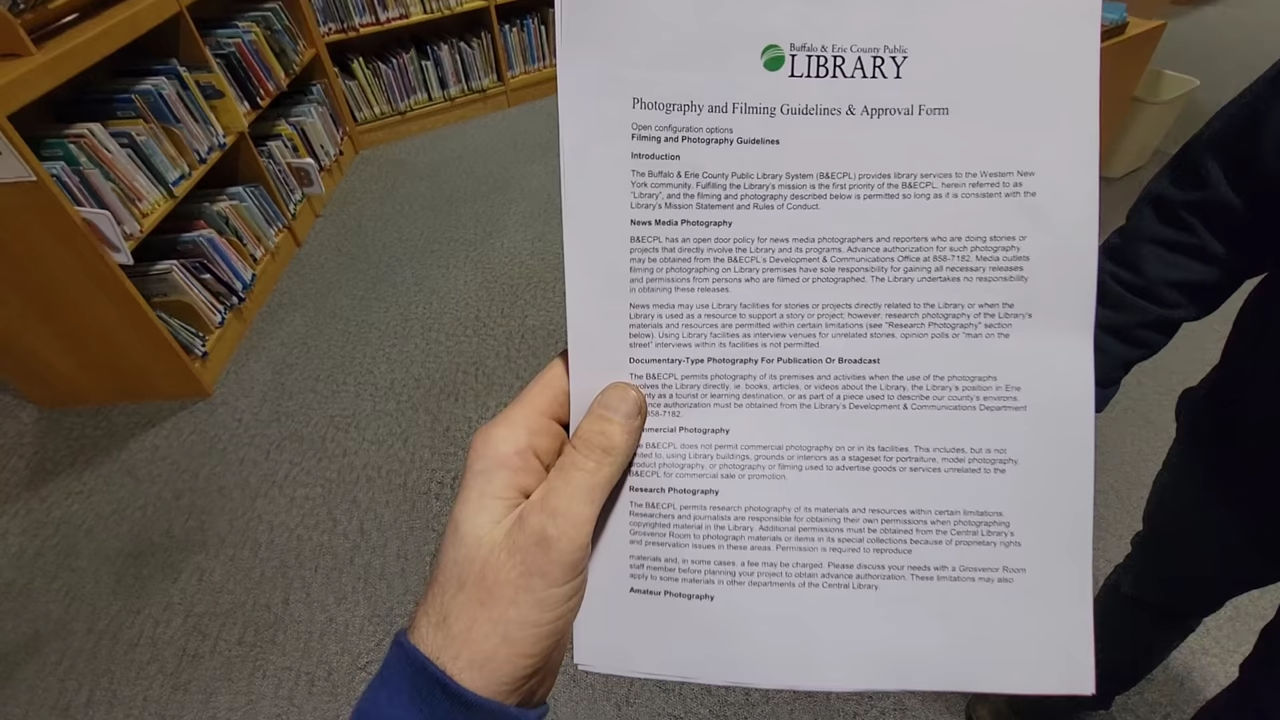 Buffalo & Erie County Public
LIBRARY
Photography and Filming Guidelines & Approval Form
Open configuration options
Filming and Photography Guidelines
Introduction
The Buffalo & Erie County Public Library System (B&ECPL) provides library services to the Western New
York community. Fulfilling the Library's mission is the first priority of the B&ECPL, herein referred to as
"Library", and the filming and photography described below is permitted so long as it is consistent with the
Library's Mission Statement and Rules of Conduct.
News Media Photography
B&ECPL has an open door policy for news media photographers and reporters who are doing stories or
projects that directly involve the Library and its programs. Advance authorization for such photography
may be obtained from the B&ECPL's Development & Communications Office at 858-7182. Media outlets
filming or photographing on Library premises have sole responsibility for gaining all necessary releases
and permissions from persons who are filmed or photographed. The Library undertakes no responsibility
in obtaining these releases.
News media may use Library facilities for stories or projects directly related to the Library or when the
Library is used as a resource to support a story or project; however, research photography of the Library's
materials and resources are permitted within certain limitations (see "Research Photography" section
below). Using Library facilities as interview venues for unrelated stories, opinion polls or "man on the
street" interviews within its facilities is not permitted.
Documentary-Type Photography For Publication Or Broadcast
The B&ECPL permits photography of its premises and activities when the use of the photographs
volves the Library directly, ie. books, articles, or videos about the Library, the Library's position in Erie
nty as a tourist or learning destination, or as part of a piece used to describe our county's environs.
nce authorization must be obtained from the Library's Development & Communications Department
858-7182.
mmercial Photography
e B&ECPL does not permit commercial photography on or in its facilities. This includes, but is not
ited to, using Library buildings, grounds or interiors as a stageset for portraiture, model photography,
product photography, or photography or filming used to advertise goods or services unrelated to the
B&ECPL for commercial sale or promotion.
Research Photography
The B&ECPL permits research photography of its materials and resources within certain limitations.
Researchers and journalists are responsible for obtaining their own permissions when photographing
copyrighted material in the Library. Additional permissions must be obtained from the Central Library's
Grosvenor Room to photograph materials or items in its special collections because of proprietary rights
and preservation issues in these areas. Permission is required to reproduce
materials and, in some cases, a fee may be charged. Please discuss your needs with a Grosvenor Room
staff member before planning your project to obtain advance authorization. These limitations may also
apply to some materials in other departments of the Central Library.
Amateur Photography